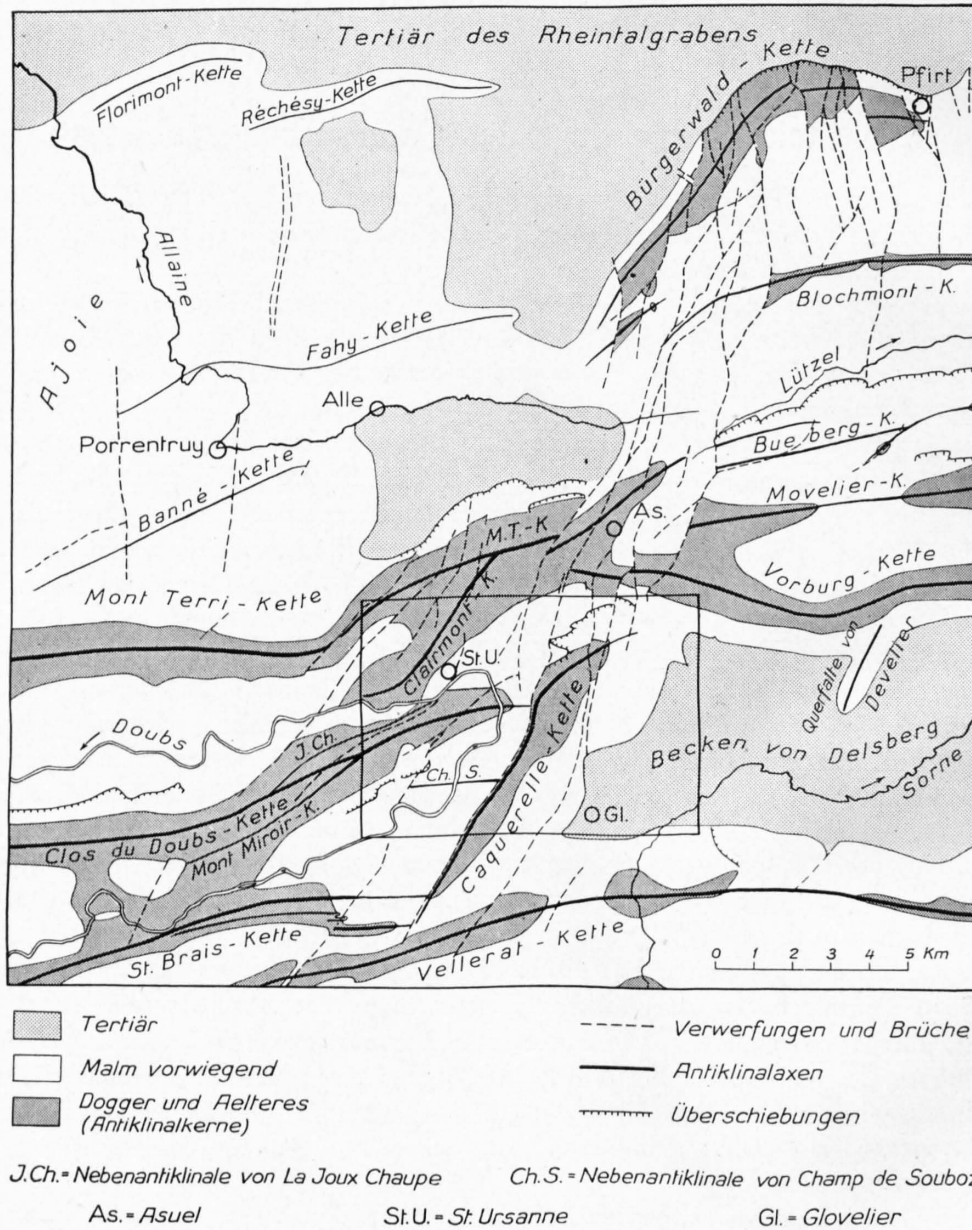 Tertiär des Rheintalgrabens
Florimont-Kette
Réchésy-Kette
Bürgerwald-Kette
Pfirt
Allaine
Ajoie
Fahy-Kette
Blochmont-K.
Lützel
Alle
Porrentruy
Banné-Kette
Bueberg-K.
Movelier-K.
As.
M.T.-K
Mont Terri-Kette
Vorburg-Kette
Clairmont-K.
St.U.
Querfalte von
Develier
Doubs
J.Ch.
Ch. S.
Becken von Delsberg
Sorne
Caquerelle-Kette
Gl.
Clos du Doubs-Kette
Mont Miroir-K.
St. Brais-Kette
Vellerat-Kette
0 1 2 3 4 5 Km
Tertiär
Malm vorwiegend
Dogger und Aelteres
(Antiklinalkerne)
Verwerfungen und Brüche
Antiklinalaxen
Überschiebungen
J.Ch.= Nebenantiklinale von La Joux Chaupe
Ch.S.= Nebenantiklinale von Champ de Souboz
As.= Asuel
St.U.= St. Ursanne
Gl.= Glovelier